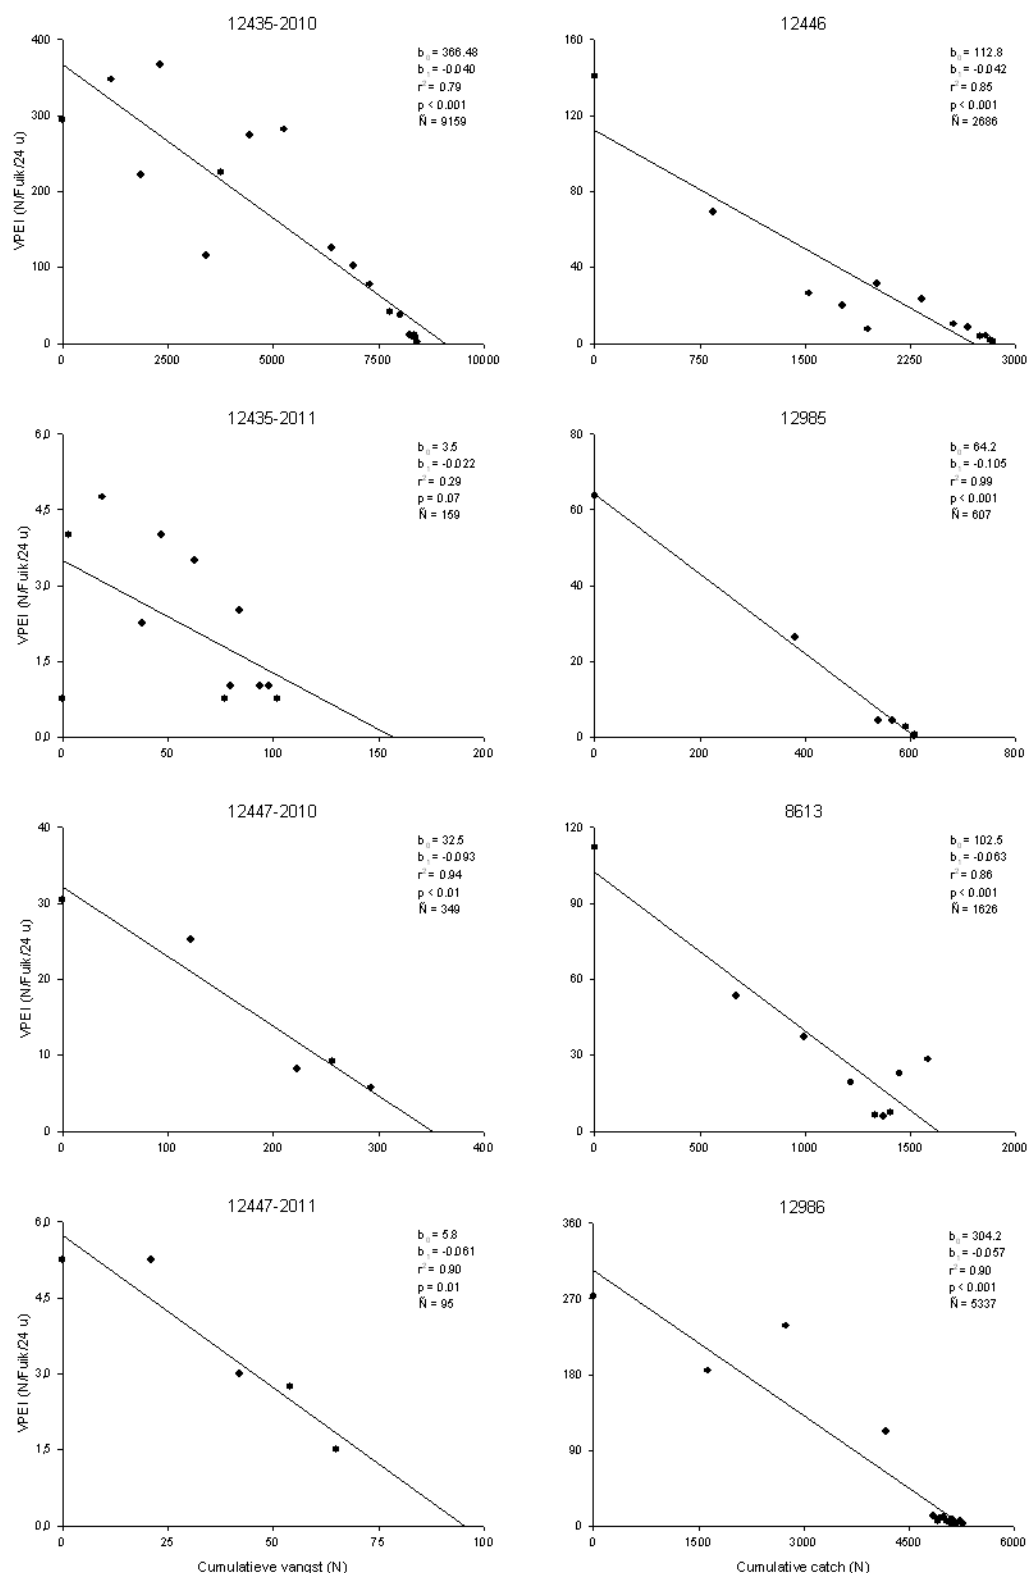 12435-2010
400
300
200
100
0
0 2500 5000 7500 10000
VPEI (N/Fuik/24 u)
b0 = 366.48
b1 = -0.040
r2 = 0.79
p < 0.001
Ñ = 9159
12446
160
120
80
40
0
0 750 1500 2250 3000
b0 = 112.8
b1 = -0.042
r2 = 0.85
p < 0.001
Ñ = 2686
12435-2011
6,0
4,5
3,0
1,5
0,0
0 50 100 150 200
VPEI (N/Fuik/24 u)
b0 = 3.5
b1 = -0.022
r2 = 0.29
p = 0.07
Ñ = 159
12985
80
60
40
20
0
0 200 400 600 800
b0 = 64.2
b1 = -0.105
r2 = 0.99
p < 0.001
Ñ = 607
12447-2010
40
30
20
10
0
0 100 200 300 400
VPEI (N/Fuik/24 u)
b0 = 32.5
b1 = -0.093
r2 = 0.94
p < 0.01
Ñ = 349
8613
120
90
60
30
0
0 500 1000 1500 2000
b0 = 102.5
b1 = -0.063
r2 = 0.86
p < 0.001
Ñ = 1626
12447-2011
6,0
4,5
3,0
1,5
0,0
0 25 50 75 100
VPEI (N/Fuik/24 u)
Cumulatieve vangst (N)
b0 = 5.8
b1 = -0.061
r2 = 0.90
p = 0.01
Ñ = 95
12986
360
270
180
90
0
0 1500 3000 4500 6000
Cumulative catch (N)
b0 = 304.2
b1 = -0.057
r2 = 0.90
p < 0.001
Ñ = 5337